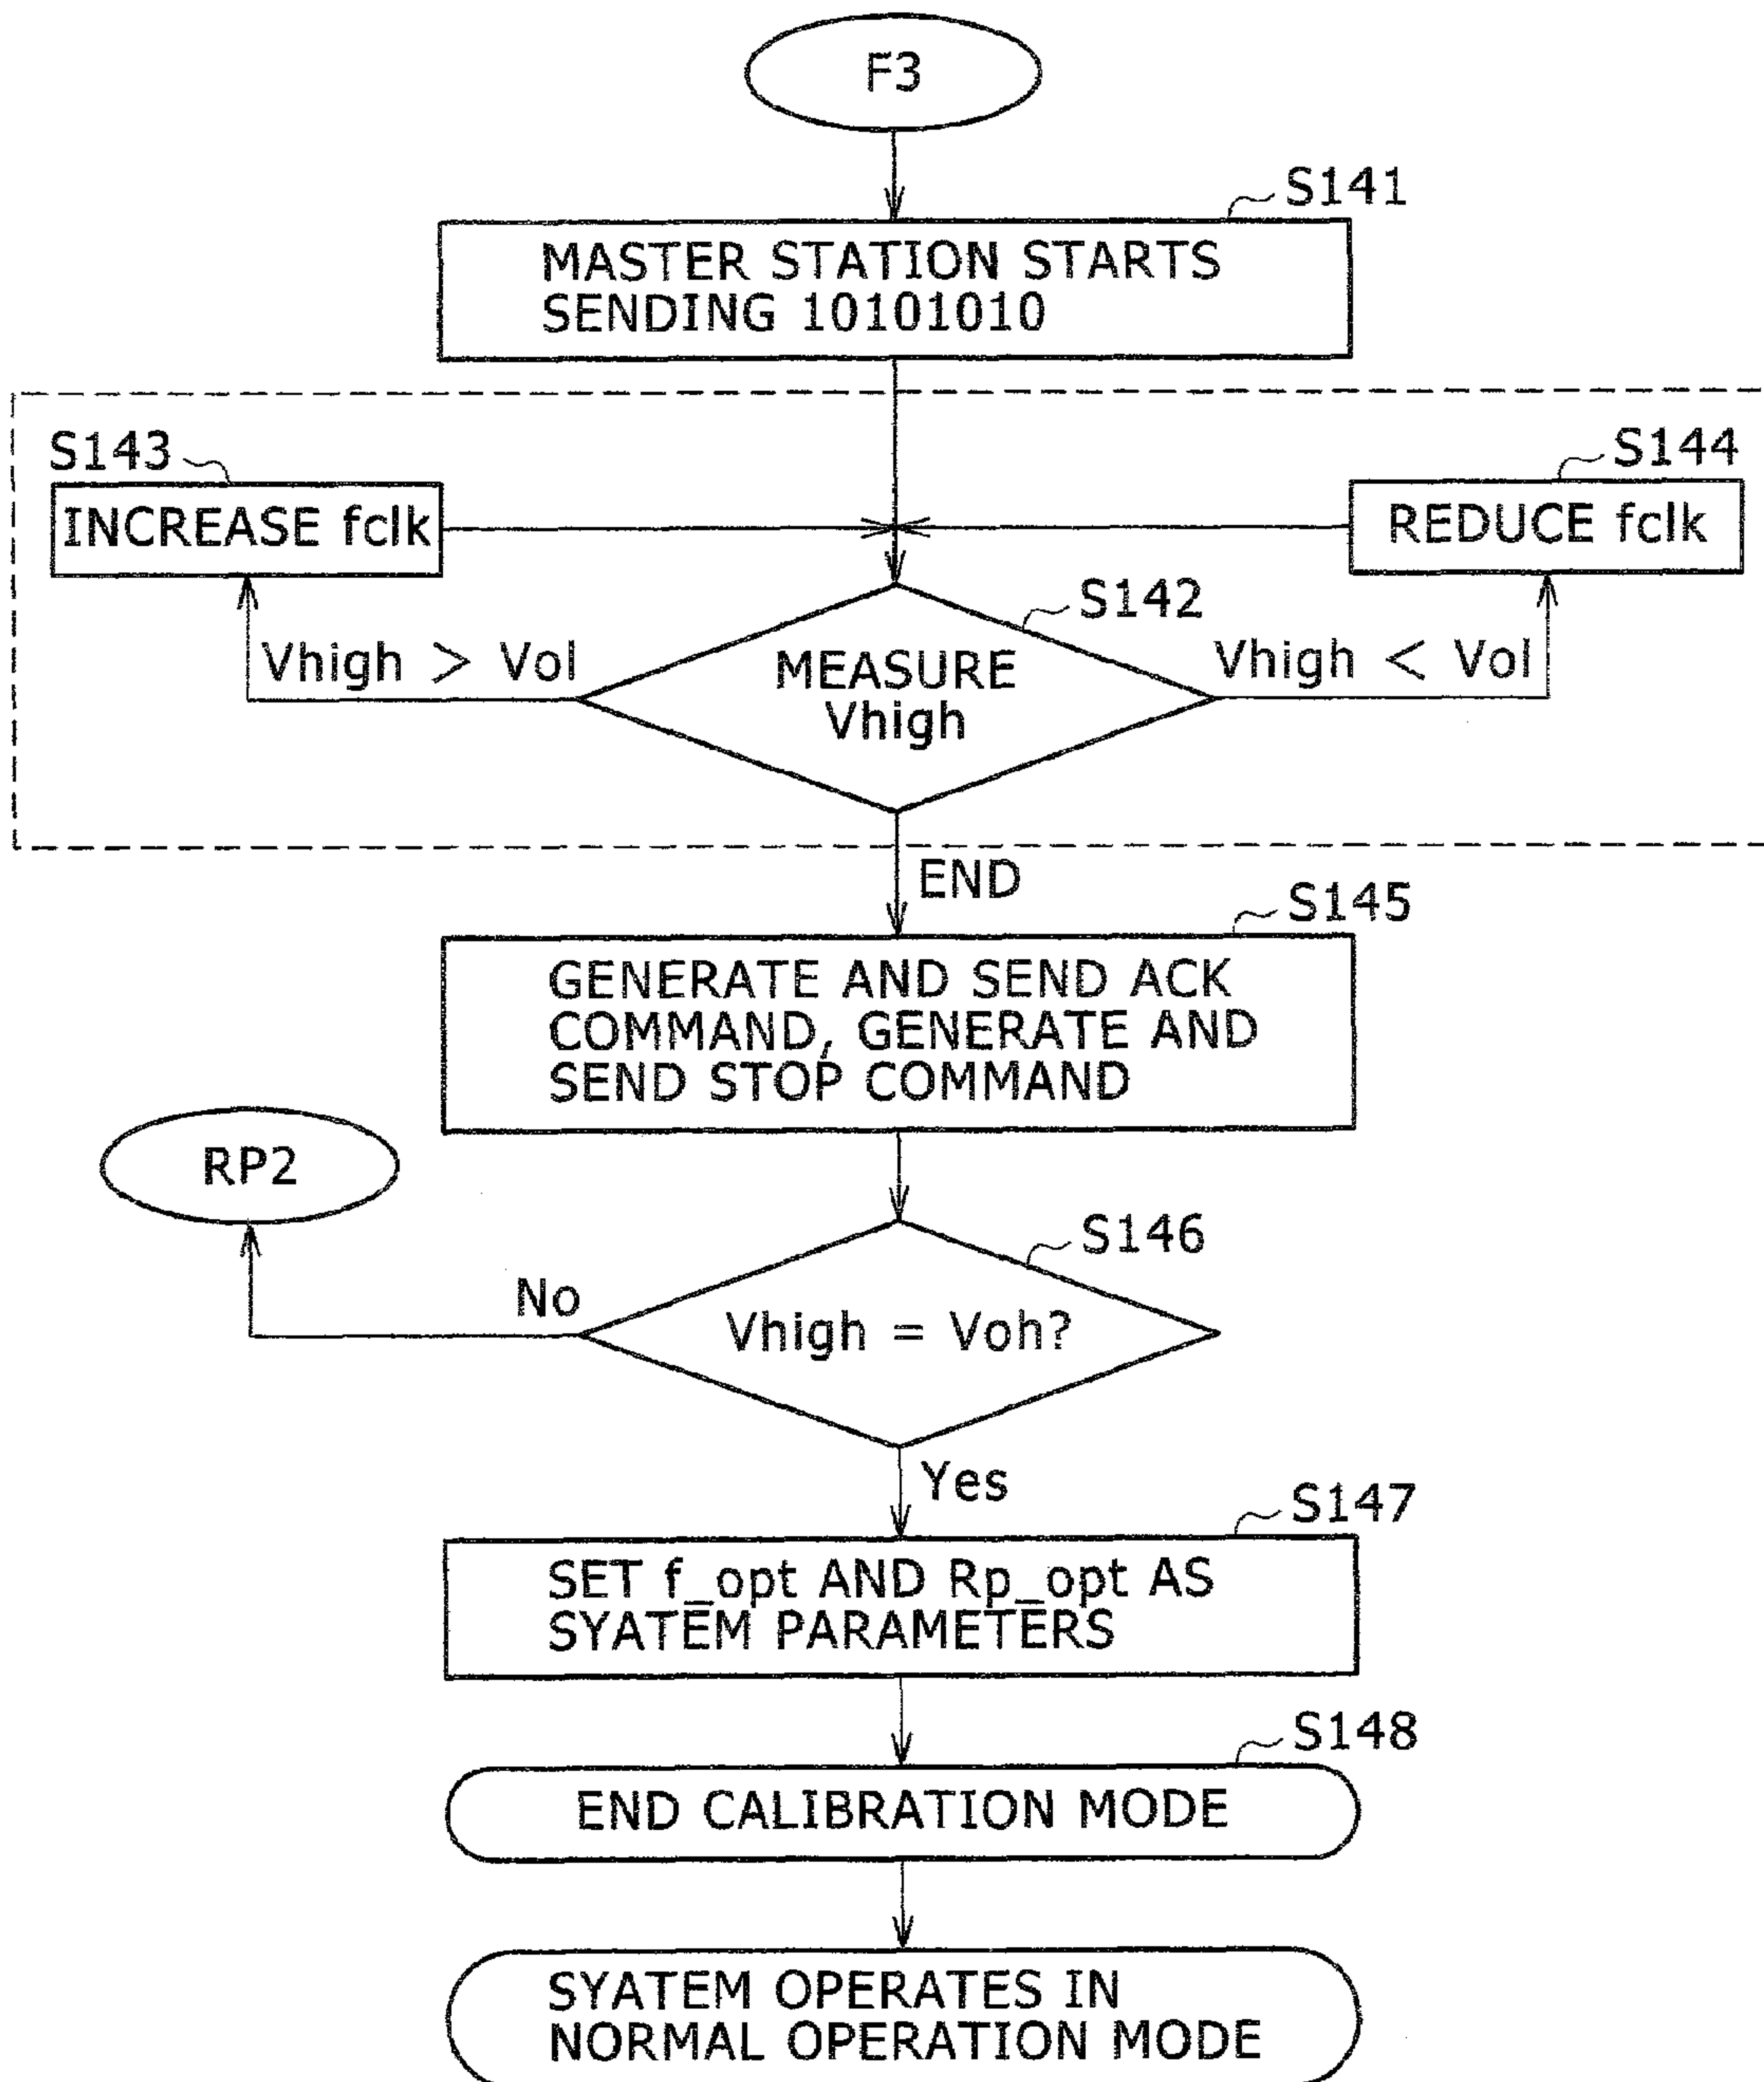 F3
S141
MASTER STATION STARTS
SENDING 10101010
S143
S144
INCREASE fclk
REDUCE fclk
S142
Vhigh > Vol
MEASURE
Vhigh
Vhigh < Vol
END
S145
GENERATE AND SEND ACK
COMMAND, GENERATE AND
SEND STOP COMMAND
RP2
S146
No
Vhigh = Voh?
Yes
S147
SET f_opt AND Rp_opt AS
SYATEM PARAMETERS
S148
END CALIBRATION MODE
SYATEM OPERATES IN
NORMAL OPERATION MODE